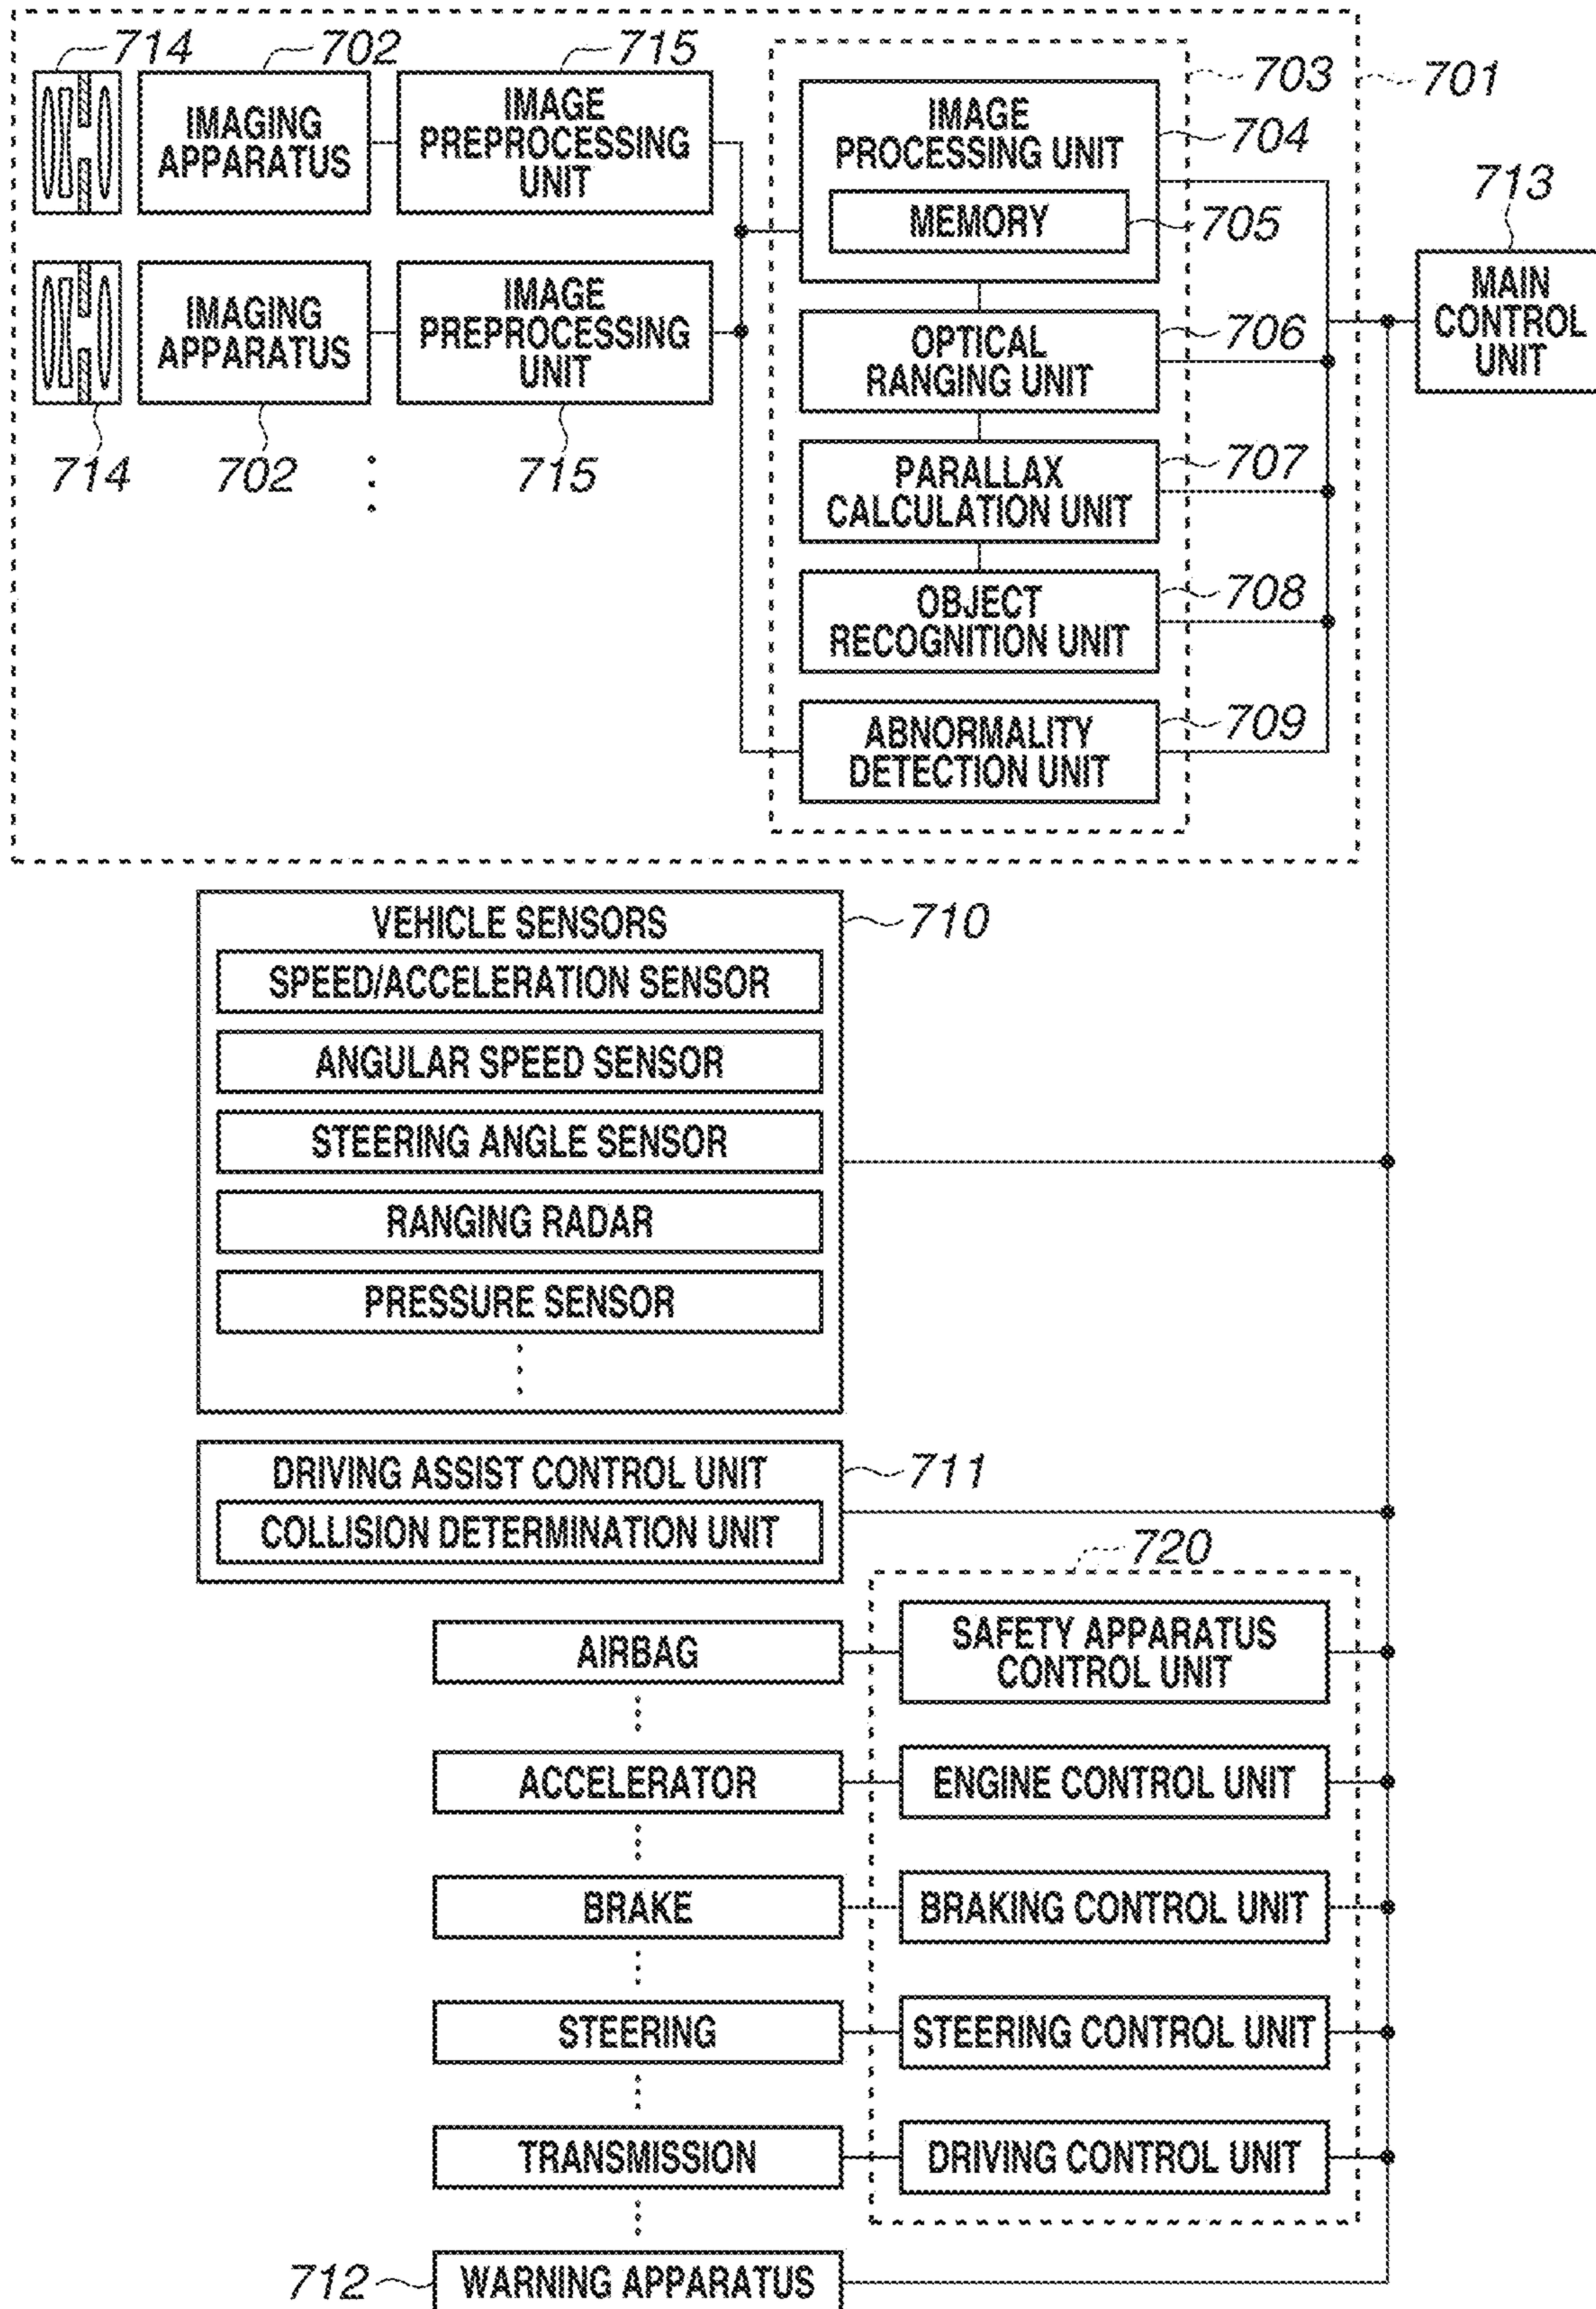 714
702
715
703
701
IMAGING
APPARATUS
IMAGE
PREPROCESSING
UNIT
IMAGE
PROCESSING UNIT
704
MEMORY
705
713
MAIN
CONTROL
UNIT
IMAGING
APPARATUS
IMAGE
PREPROCESSING
UNIT
714
702
715
OPTICAL
RANGING UNIT
706
PARALLAX
CALCULATION UNIT
707
OBJECT
RECOGNITION UNIT
708
ABNORMALITY
DETECTION UNIT
709
VEHICLE SENSORS
710
SPEED/ACCELERATION SENSOR
ANGULAR SPEED SENSOR
STEERING ANGLE SENSOR
RANGING RADAR
PRESSURE SENSOR
DRIVING ASSIST CONTROL UNIT
711
COLLISION DETERMINATION UNIT
720
AIRBAG
SAFETY APPARATUS
CONTROL UNIT
ACCELERATOR
ENGINE CONTROL UNIT
BRAKE
BRAKING CONTROL UNIT
STEERING
STEERING CONTROL UNIT
TRANSMISSION
DRIVING CONTROL UNIT
712
WARNING APPARATUS